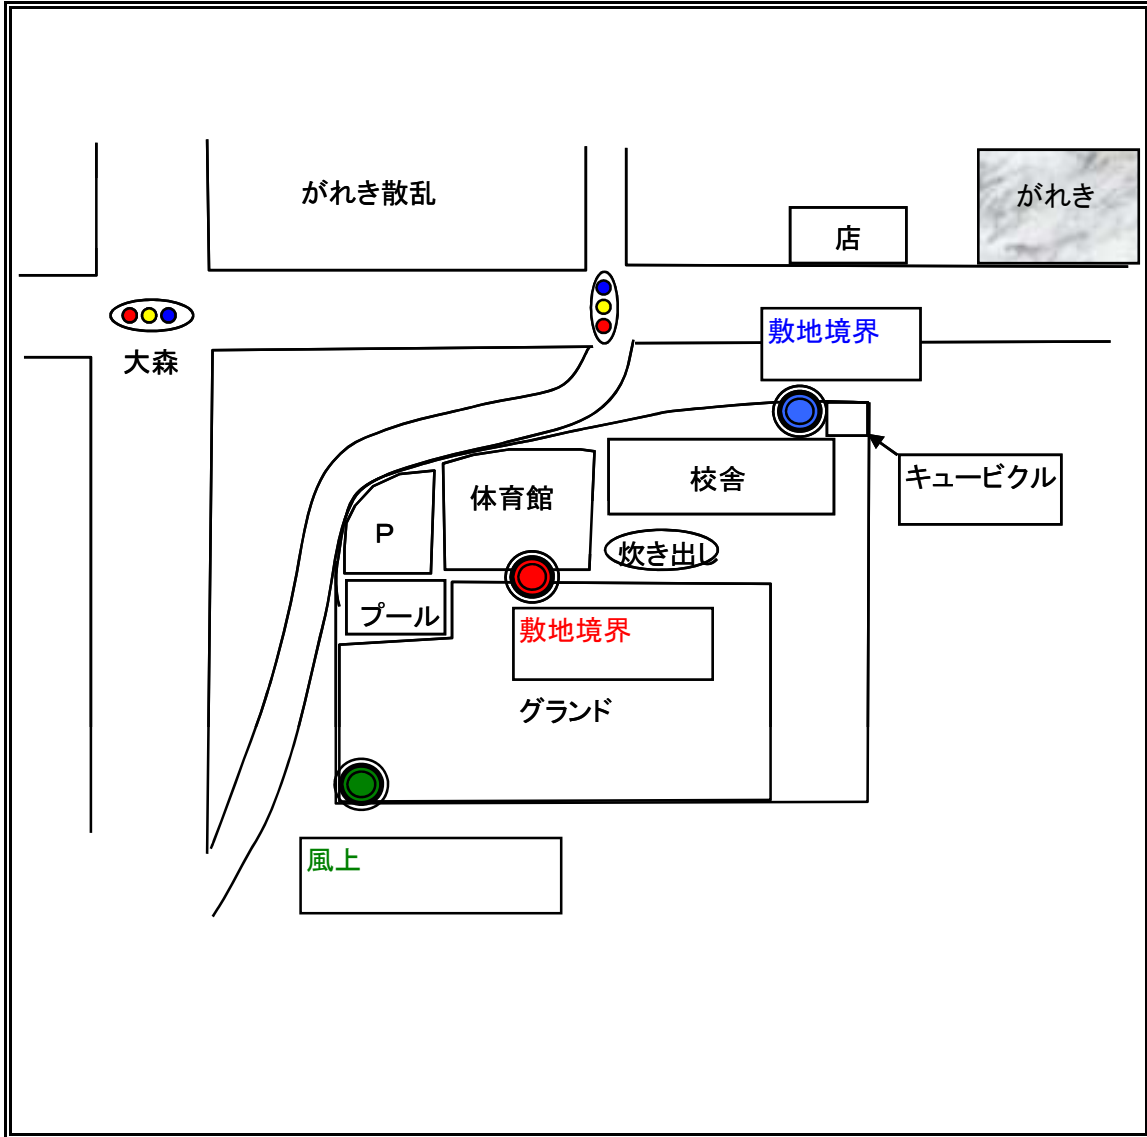 がれき散乱
がれき
店
敷地境界
大森
キュービクル
校舎
体育館
P
炊き出し
プール
敷地境界
グランド
風上